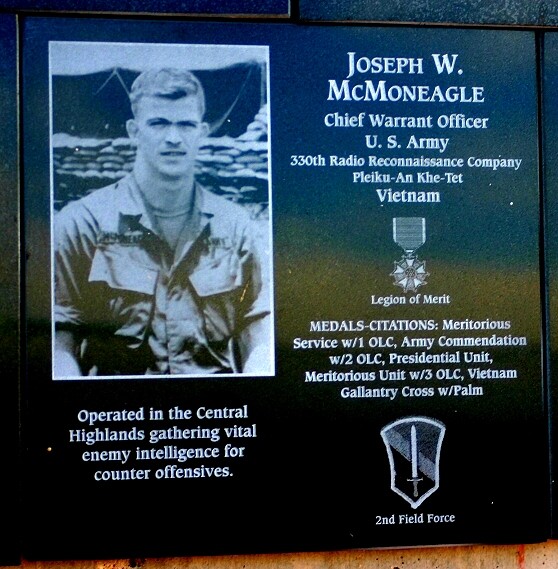 JOSEPH W.
MCMONEAGLE
Chief Warrant Officer
U. S. Army
330th Radio Reconnaissance Company
Pleiku-An Khe-Tet
Vietnam
Legion of Merit
MEDALS-CITATIONS: Meritorious
Service w/1 OLC, Army Commendation
w/2 OLC, Presidential Unit,
Meritorious Unit w/3 OLC, Vietnam
Gallantry Cross w/Palm
Operated in the Central
Highlands gathering vital
enemy intelligence for
counter offensives.
2nd Field Force